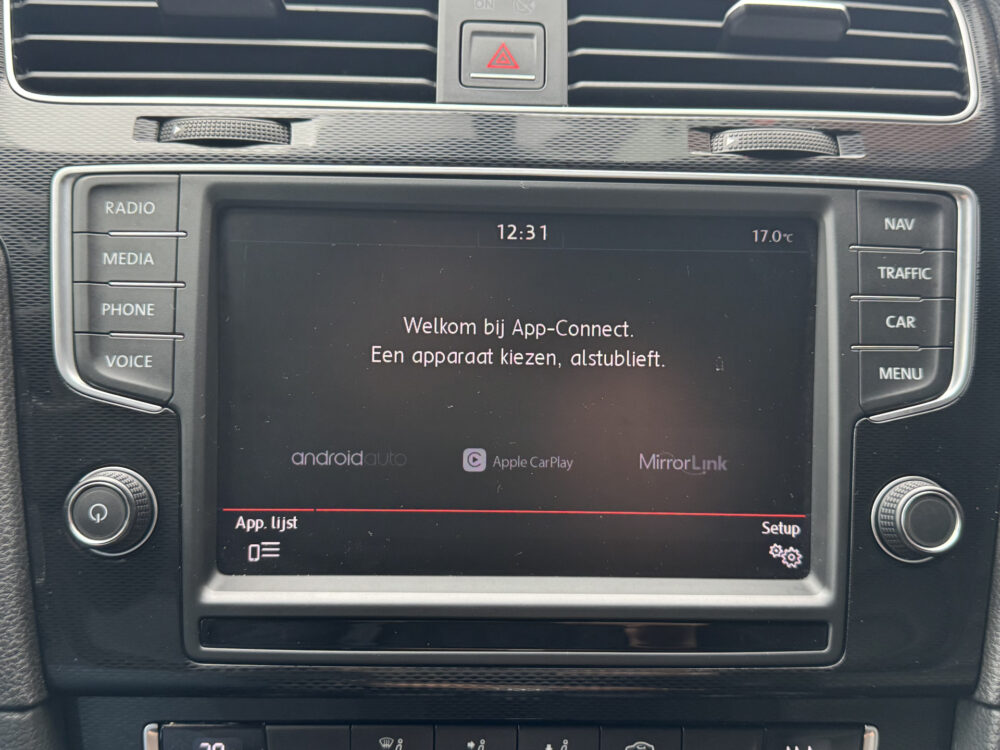 ON
RADIO
MEDIA
PHONE
VOICE
12:31
17.0°C
Welkom bij App-Connect.
Een apparaat kiezen, alstublieft.
androidauto
Apple CarPlay
MirrorLink
App. lijst
Setup
NAV
TRAFFIC
CAR
MENU